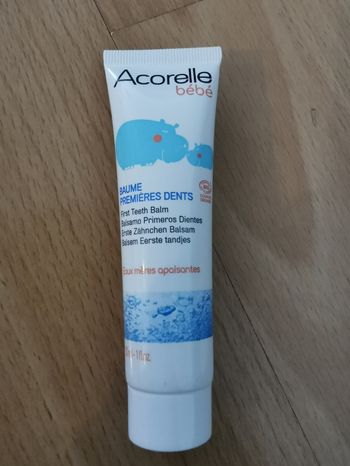 Acorelle
bébé
BAUME
PREMIÈRES DENTS
First Teeth Balm
Balsamo Primeros Dientes
Erste Zähnchen Balsam
Balsem Eerste tandjes
Eaux mères apaisantes